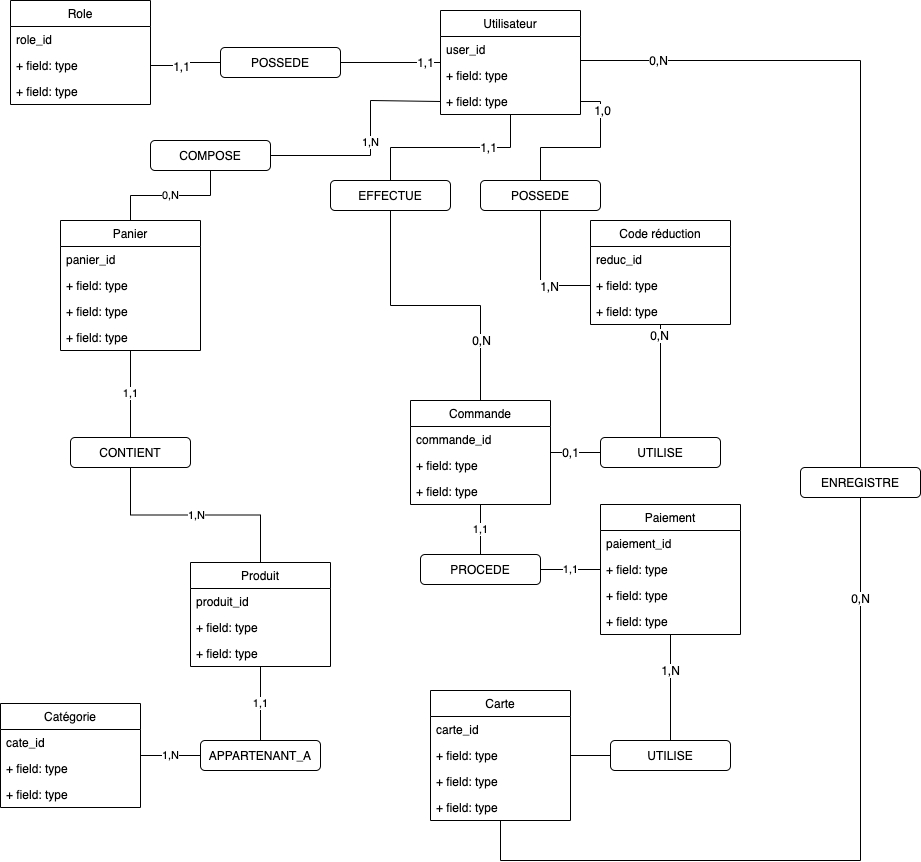 Role
role_id
+ field: type
+ field: type
1,1
POSSEDE
1,1
Utilisateur
user_id
+ field: type
+ field: type
0,N
1,0
1,N
1,1
COMPOSE
0,N
EFFECTUE
POSSEDE
Panier
panier_id
+ field: type
+ field: type
+ field: type
Code réduction
reduc_id
+ field: type
+ field: type
1,N
0,N
0,N
1,1
CONTIENT
Commande
commande_id
+ field: type
+ field: type
0,1
UTILISE
ENREGISTRE
1,N
1,1
PROCEDE
1,1
Paiement
paiement_id
+ field: type
+ field: type
+ field: type
0,N
Produit
produit_id
+ field: type
+ field: type
1,1
1,N
Catégorie
cate_id
+ field: type
+ field: type
1,N
APPARTENANT_A
Carte
carte_id
+ field: type
+ field: type
+ field: type
UTILISE